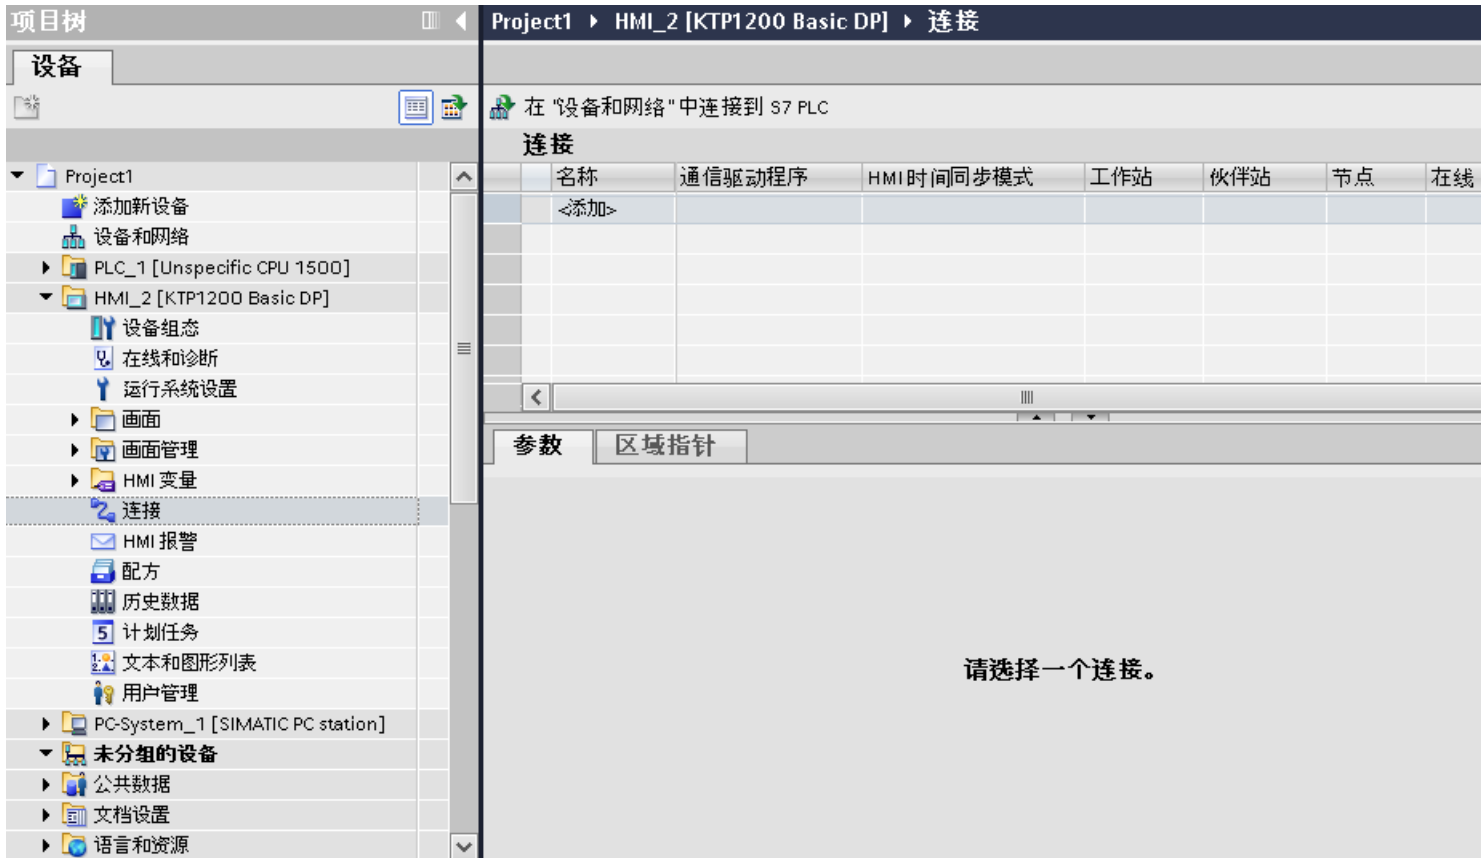 项目树
Project1 ▸ HMI_2 [KTP1200 Basic DP] ▸ 连接
设备
在 "设备和网络" 中连接到 S7 PLC
连接
名称 通信驱动程序 HMI 时间同步模式 工作站 伙伴站 节点 在线
<添加>
Project1
添加新设备
设备和网络
PLC_1 [Unspecific CPU 1500]
HMI_2 [KTP1200 Basic DP]
设备组态
在线和诊断
运行系统设置
画面
画面管理
HMI 变量
连接
HMI 报警
配方
历史数据
计划任务
文本和图形列表
用户管理
PC-System_1 [SIMATIC PC station]
未分组的设备
公共数据
文档设置
语言和资源
参数 区域指针
请选择一个连接。